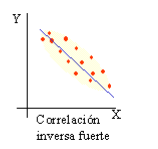 Y
X
Correlación
inversa fuerte